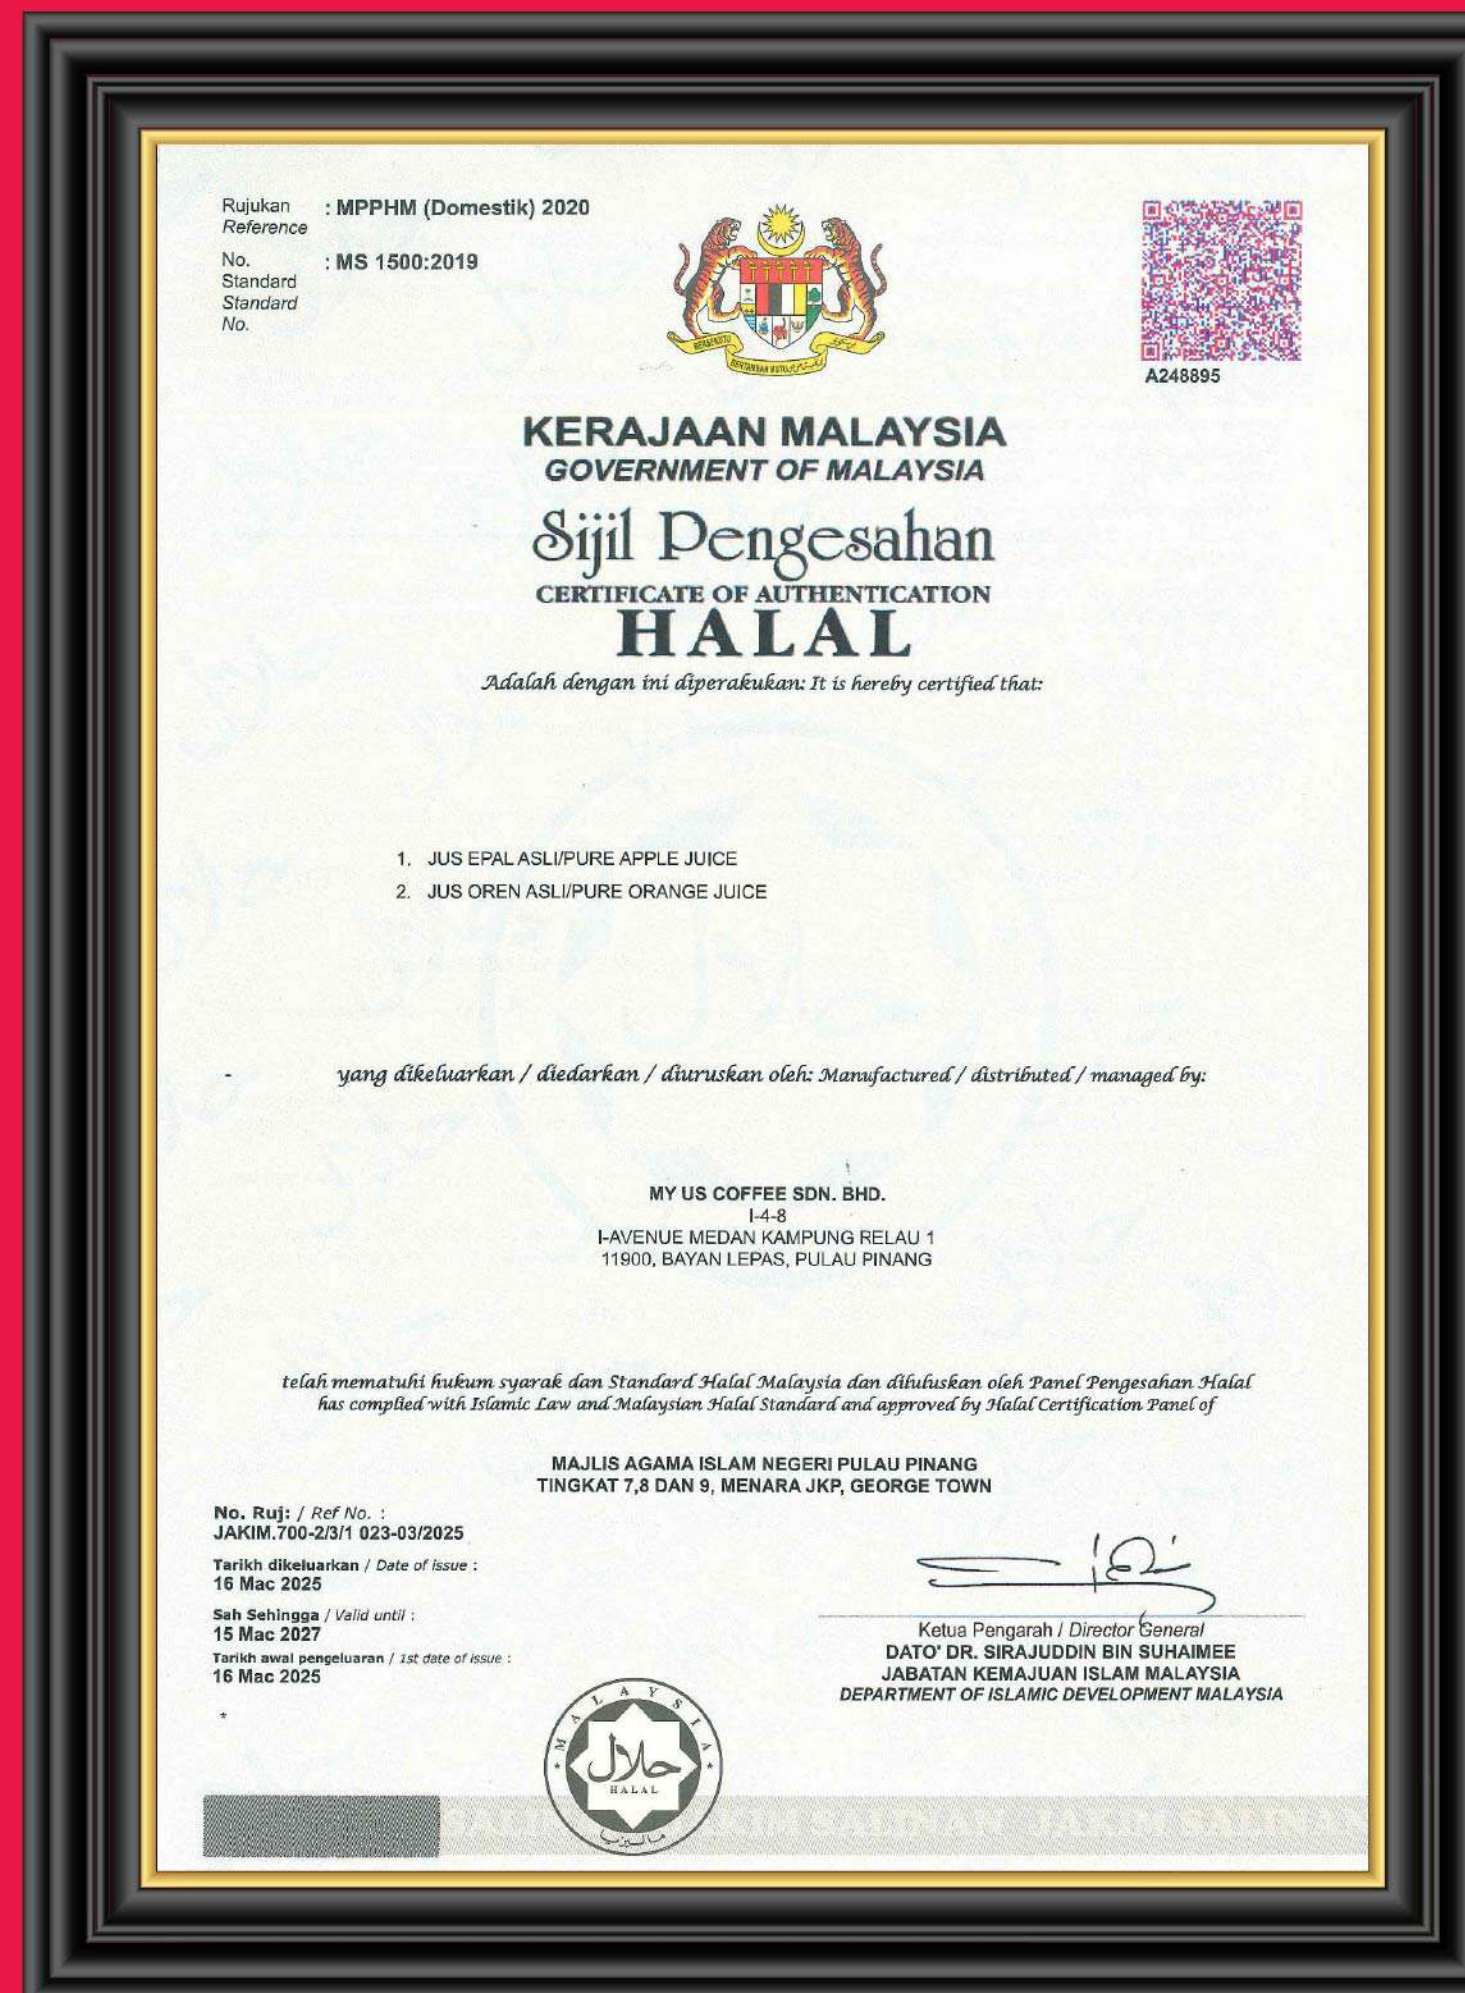 Rujukan : MPPHM (Domestik) 2020
Reference
No. : MS 1500:2019
Standard
Standard
No.
A248895
KERAJAAN MALAYSIA
GOVERNMENT OF MALAYSIA
Sijil Pengesahan
CERTIFICATE OF AUTHENTICATION
HALAL
Adalah dengan ini diperakukan: It is hereby certified that:
1. JUS EPAL ASLI/PURE APPLE JUICE
2. JUS OREN ASLI/PURE ORANGE JUICE
yang dikeluarkan / diedarkan / diuruskan oleh: Manufactured / distributed / managed by:
MY US COFFEE SDN. BHD.
I-4-8
I-AVENUE MEDAN KAMPUNG RELAU 1
11900, BAYAN LEPAS, PULAU PINANG
telah mematuhi hukum syarak dan Standard Halal Malaysia dan diluluskan oleh Panel Pengesahan Halal
has complied with Islamic Law and Malaysian Halal Standard and approved by Halal Certification Panel of
MAJLIS AGAMA ISLAM NEGERI PULAU PINANG
TINGKAT 7,8 DAN 9, MENARA JKP, GEORGE TOWN
No. Ruj: / Ref No. :
JAKIM.700-2/3/1 023-03/2025
Tarikh dikeluarkan / Date of issue :
16 Mac 2025
Sah Sehingga / Valid until :
15 Mac 2027
Tarikh awal pengeluaran / 1st date of issue :
16 Mac 2025
*
Ketua Pengarah / Director General
DATO' DR. SIRAJUDDIN BIN SUHAIMEE
JABATAN KEMAJUAN ISLAM MALAYSIA
DEPARTMENT OF ISLAMIC DEVELOPMENT MALAYSIA
* MALAYSIA *
حلال
HALAL
مليسيا